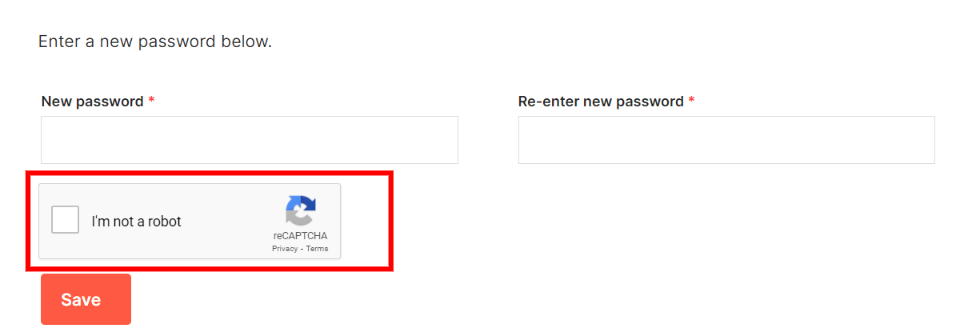 Enter a new password below.
New password *
Re-enter new password *
I'm not a robot
reCAPTCHA
Privacy - Terms
Save